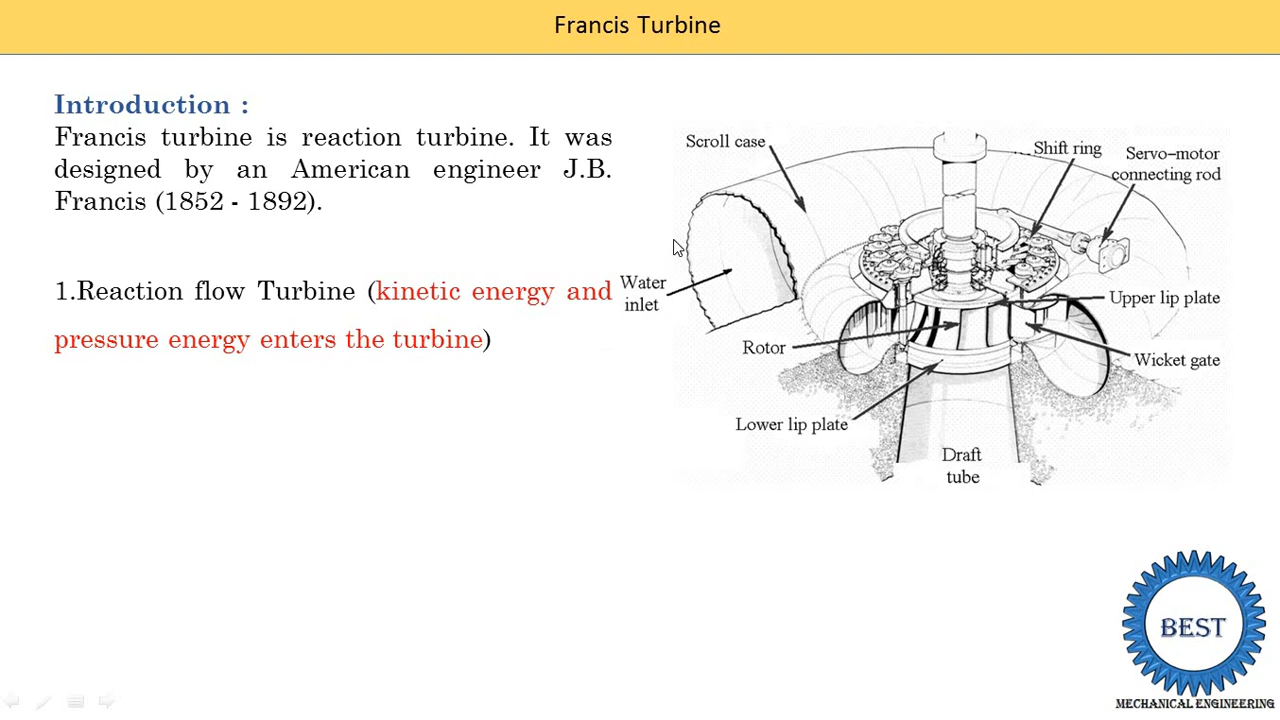 Francis Turbine
Introduction :
Francis turbine is reaction turbine. It was
designed by an American engineer J.B.
Francis (1852 - 1892).
1.Reaction flow Turbine (kinetic energy and
pressure energy enters the turbine)
Scroll case
Shift ring
Servo-motor
connecting rod
Water
inlet
Upper lip plate
Rotor
Wicket gate
Lower lip plate
Draft
tube
BEST
MECHANICAL ENGINEERING